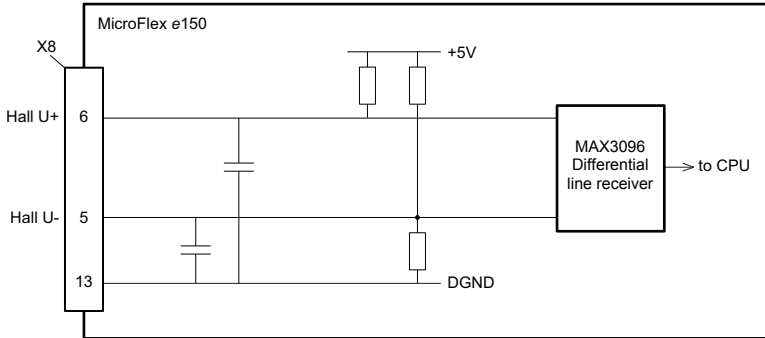 MicroFlex e150
X8
+5V
Hall U+ 6
MAX3096
Differential
line receiver
to CPU
Hall U- 5
13
DGND